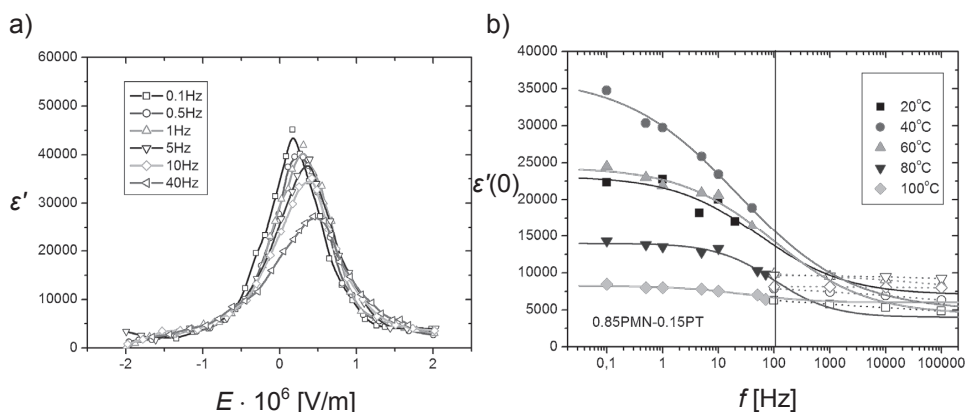 a)
60000
50000
40000
30000
20000
10000
0
ε'
0.1Hz
0.5Hz
1Hz
5Hz
10Hz
40Hz
-2 -1 0 1 2
E · 10⁶ [V/m]
b)
40000
35000
30000
25000
20000
15000
10000
5000
0
ε'(0)
20°C
40°C
60°C
80°C
100°C
0.85PMN-0.15PT
0,1 1 10 100 1000 10000 100000
f [Hz]